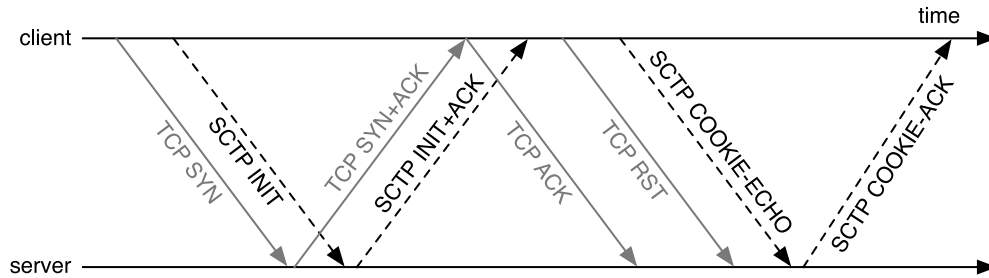 time
client
TCP SYN
SCTP INIT
TCP SYN+ACK
SCTP INIT+ACK
TCP ACK
TCP RST
SCTP COOKIE-ECHO
SCTP COOKIE-ACK
server